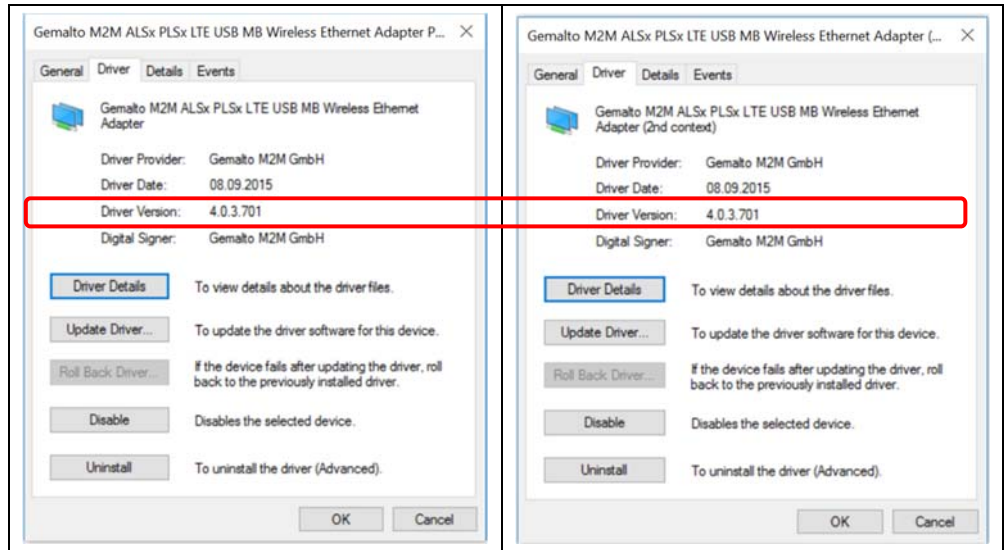 Gemalto M2M ALSx PLSx LTE USB MB Wireless Ethernet Adapter P...
General Driver Details Events
Gemalto M2M ALSx PLSx LTE USB MB Wireless Ethernet
Adapter
Driver Provider: Gemalto M2M GmbH
Driver Date: 08.09.2015
Driver Version: 4.0.3.701
Digital Signer: Gemalto M2M GmbH
Driver Details To view details about the driver files.
Update Driver... To update the driver software for this device.
Roll Back Driver... If the device fails after updating the driver, roll
back to the previously installed driver.
Disable Disables the selected device.
Uninstall To uninstall the driver (Advanced).
OK Cancel
Gemalto M2M ALSx PLSx LTE USB MB Wireless Ethernet Adapter (...
General Driver Details Events
Gemalto M2M ALSx PLSx LTE USB MB Wireless Ethernet
Adapter (2nd context)
Driver Provider: Gemalto M2M GmbH
Driver Date: 08.09.2015
Driver Version: 4.0.3.701
Digital Signer: Gemalto M2M GmbH
Driver Details To view details about the driver files.
Update Driver... To update the driver software for this device.
Roll Back Driver... If the device fails after updating the driver, roll
back to the previously installed driver.
Disable Disables the selected device.
Uninstall To uninstall the driver (Advanced).
OK Cancel